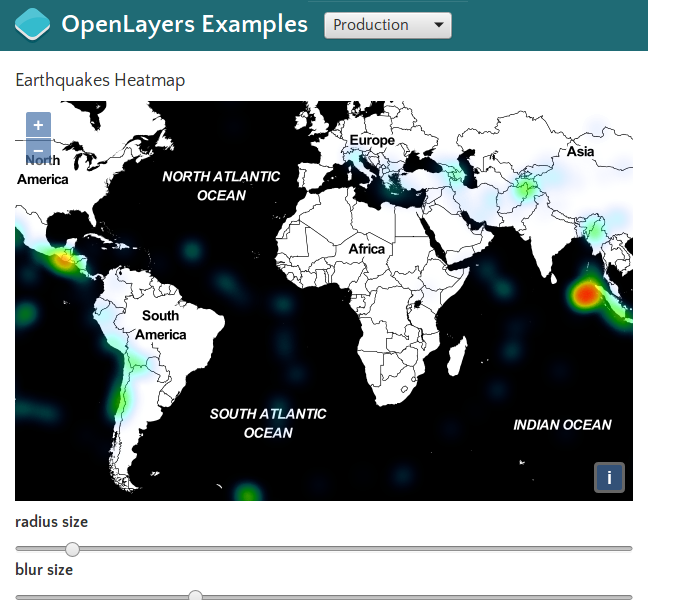 OpenLayers Examples
Production
Earthquakes Heatmap
+
−
North
America
NORTH ATLANTIC
OCEAN
Europe
Asia
Africa
South
America
SOUTH ATLANTIC
OCEAN
INDIAN OCEAN
i
radius size
blur size